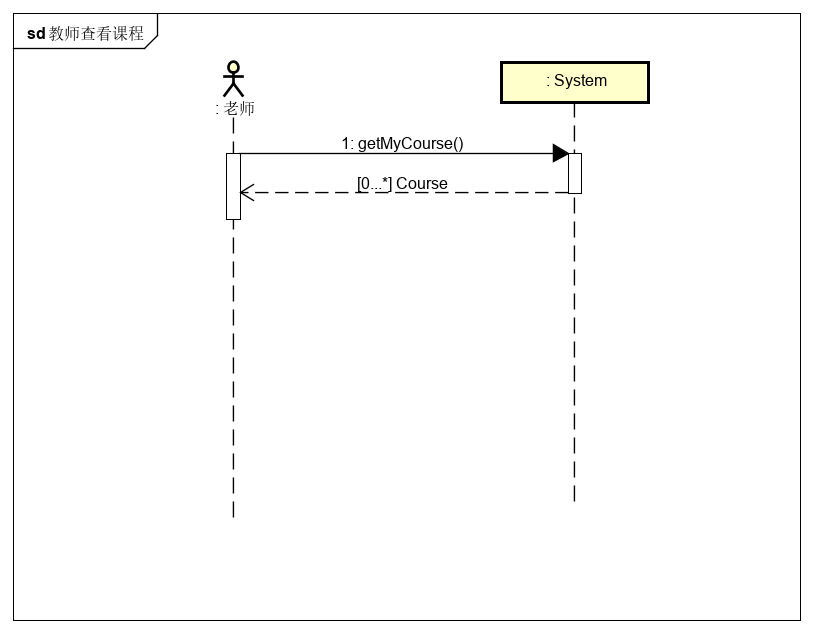 sd 教师查看课程
: 老师
: System
1: getMyCourse()
[0...*] Course